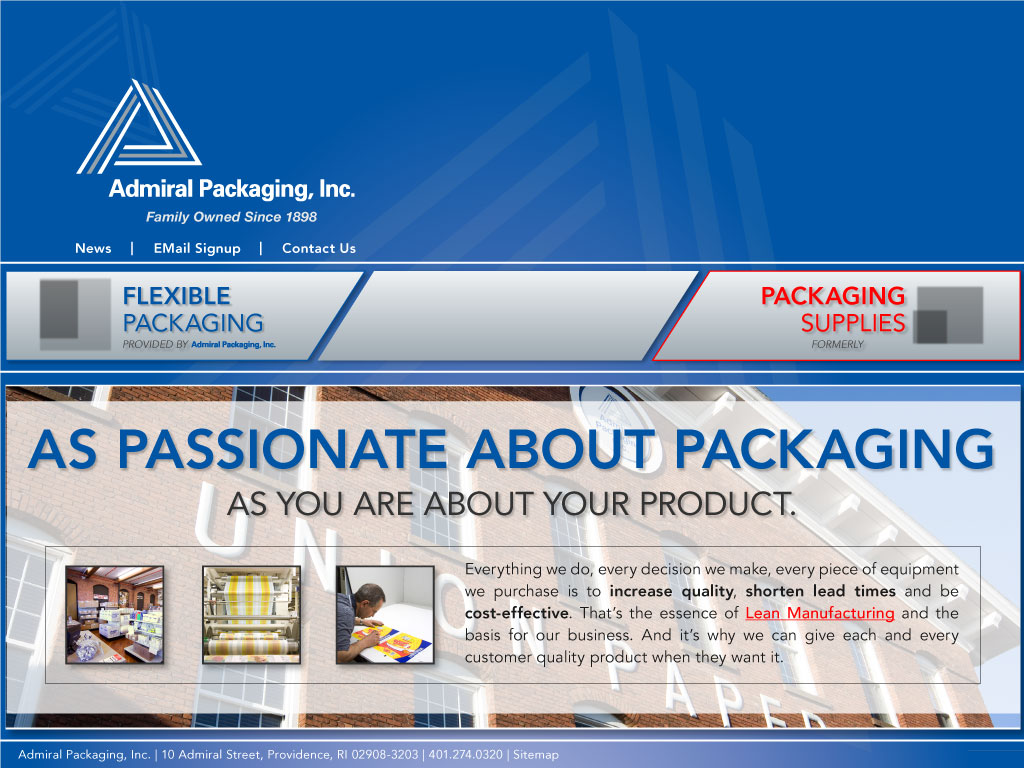 Admiral Packaging, Inc.
Family Owned Since 1898
News | EMail Signup | Contact Us
FLEXIBLE
PACKAGING
PROVIDED BY Admiral Packaging, Inc.
PACKAGING
SUPPLIES
FORMERLY
AS PASSIONATE ABOUT PACKAGING
AS YOU ARE ABOUT YOUR PRODUCT.
UNION
PAPER
Everything we do, every decision we make, every piece of equipment
we purchase is to increase quality, shorten lead times and be
cost-effective. That's the essence of Lean Manufacturing and the
basis for our business. And it's why we can give each and every
customer quality product when they want it.
Admiral Packaging, Inc. | 10 Admiral Street, Providence, RI 02908-3203 | 401.274.0320 | Sitemap